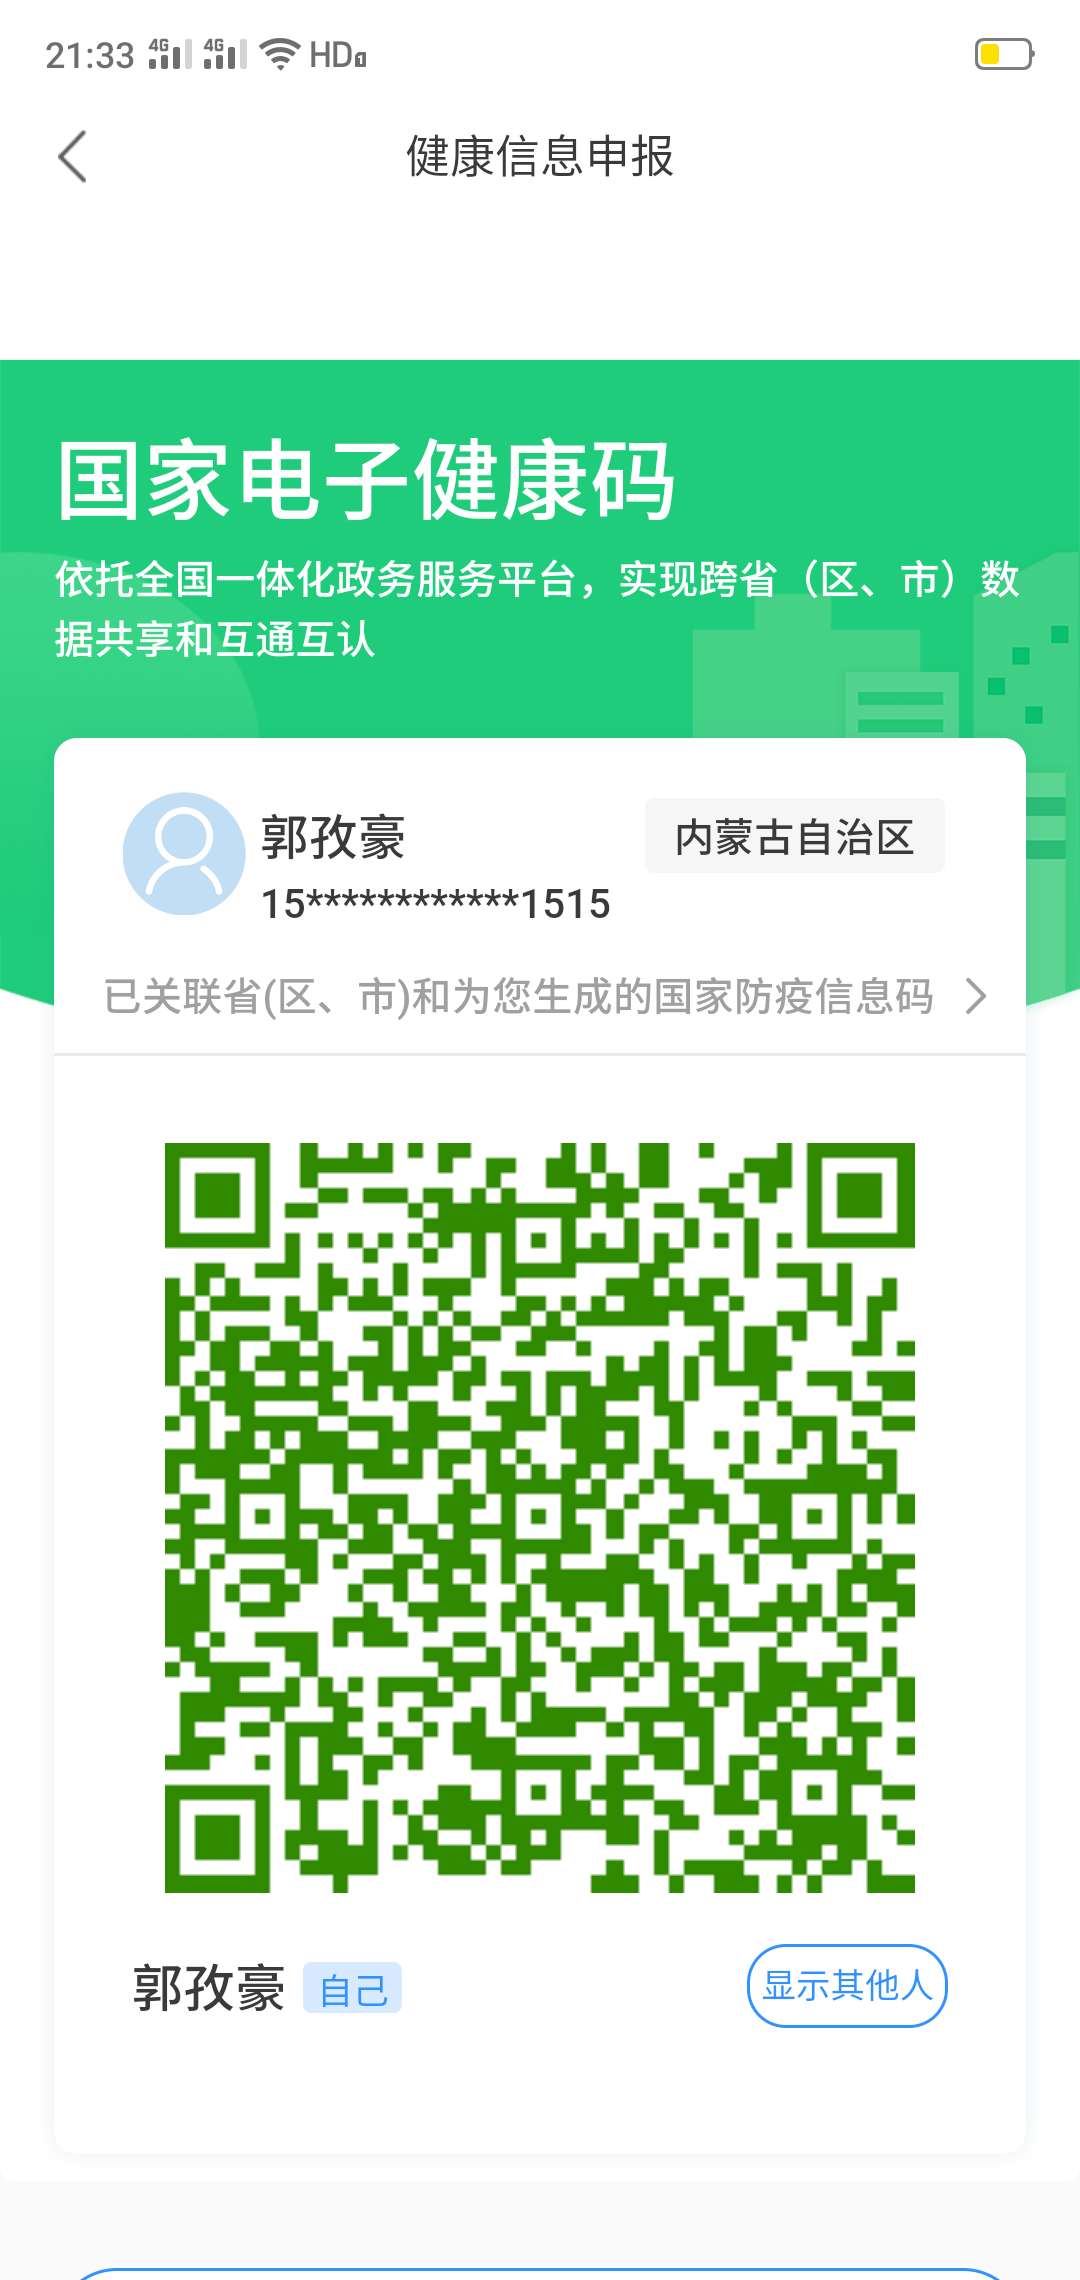 21:33 4G 4G HD1
健康信息申报
国家电子健康码
依托全国一体化政务服务平台，实现跨省（区、市）数
据共享和互通互认
郭孜豪 内蒙古自治区
15************1515
已关联省(区、市)和为您生成的国家防疫信息码
郭孜豪 自己 显示其他人